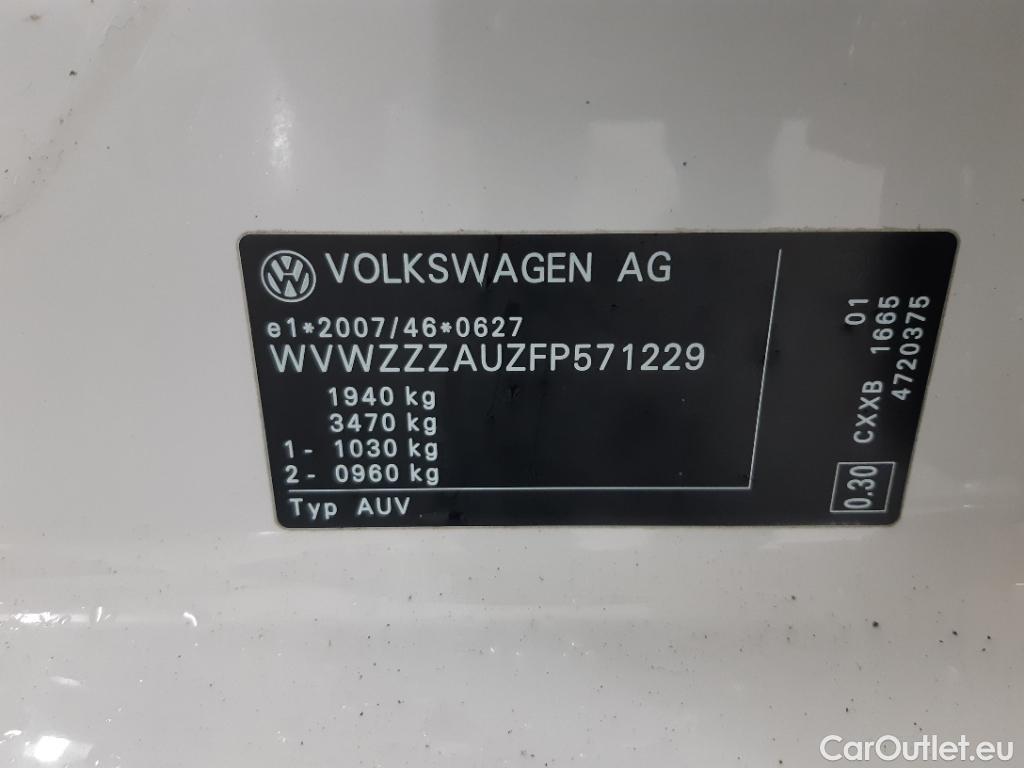 VOLKSWAGEN AG
e1*2007/46*0627
WVWZZZAUZFP571229
1940 kg
3470 kg
1- 1030 kg
2- 0960 kg
Typ AUV
01
CXXB 1665
4720375
0.30
CarOutlet.eu